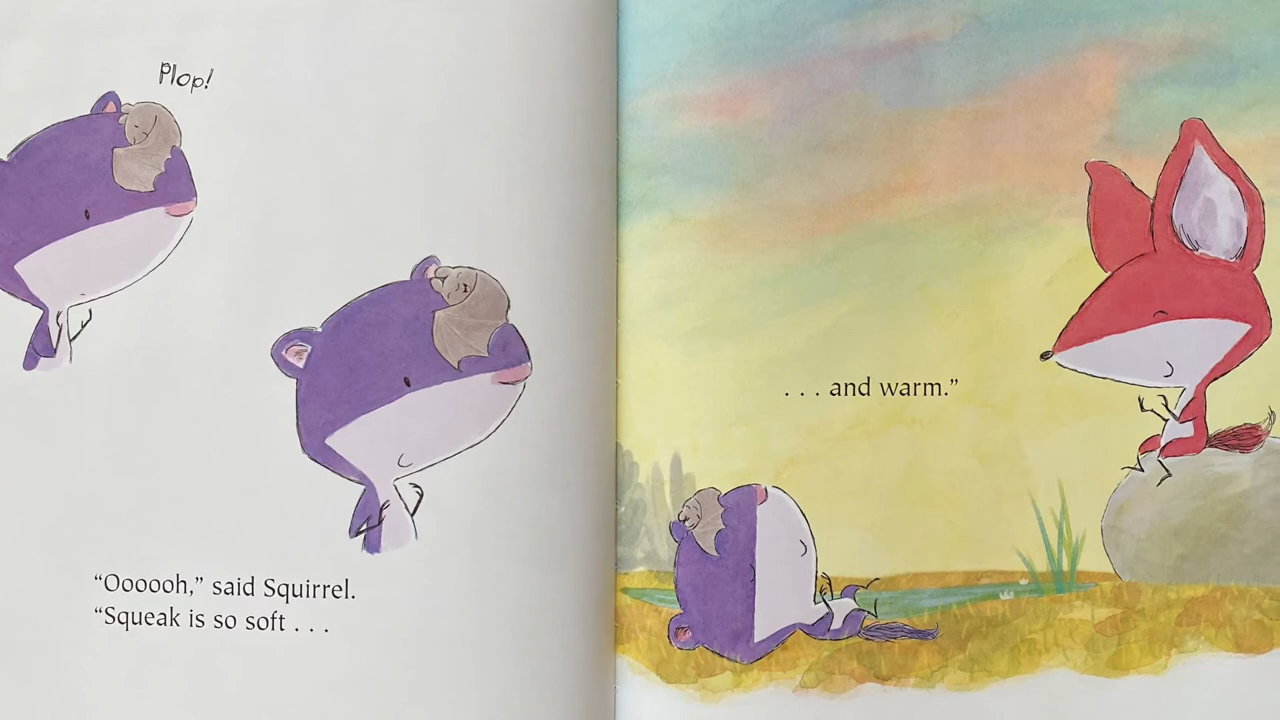 Plop!
“Oooooh,” said Squirrel.
“Squeak is so soft . . .
. . . and warm.”